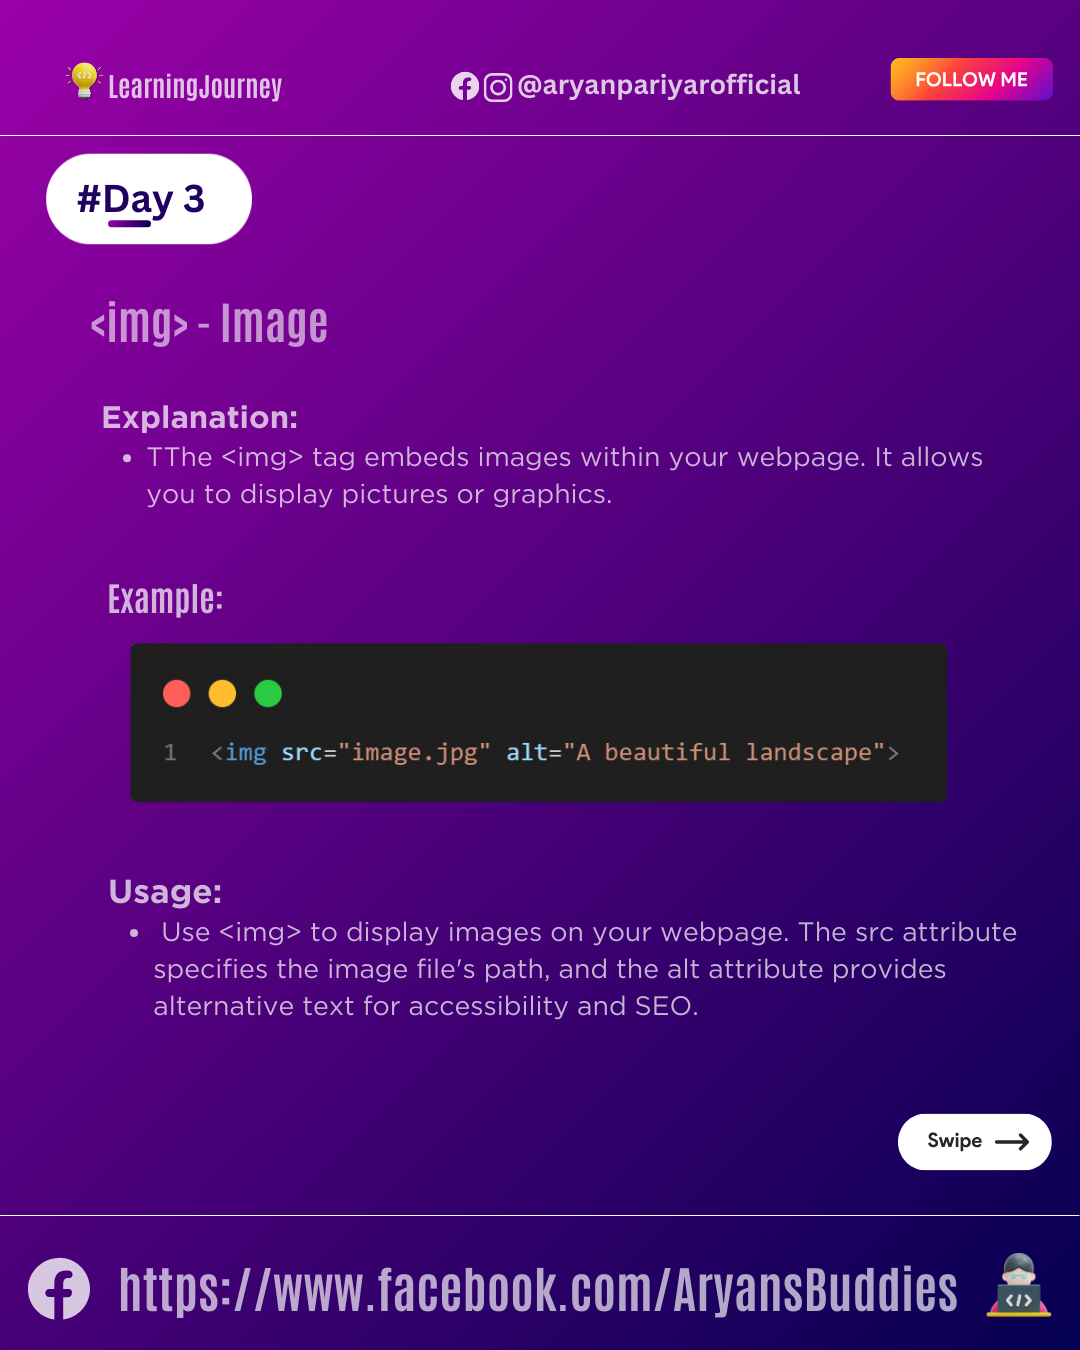 LearningJourney
@aryanpariyarofficial
FOLLOW ME
#Day 3
<img> - Image
Explanation:
• TThe <img> tag embeds images within your webpage. It allows
you to display pictures or graphics.
Example:
1 <img src="image.jpg" alt="A beautiful landscape">
Usage:
• Use <img> to display images on your webpage. The src attribute
specifies the image file's path, and the alt attribute provides
alternative text for accessibility and SEO.
Swipe
https://www.facebook.com/AryansBuddies